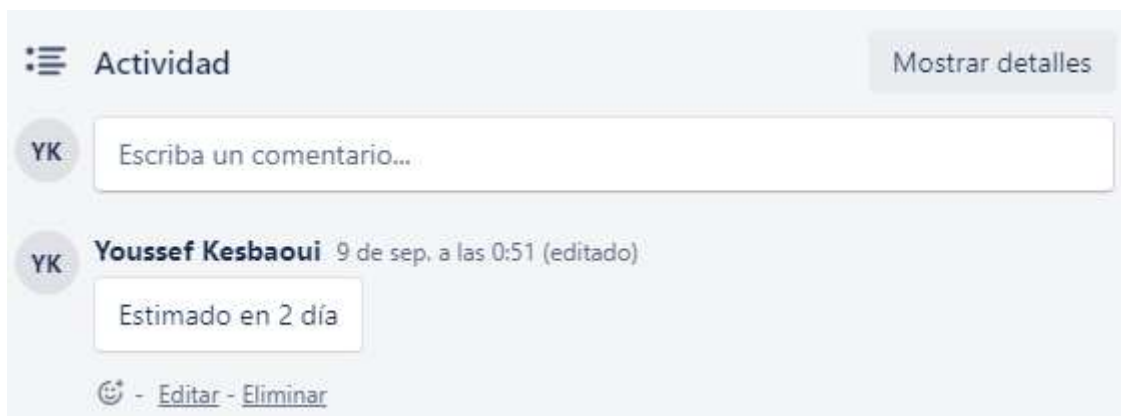 Actividad
Mostrar detalles
YK
Escriba un comentario...
YK
Youssef Kesbaoui 9 de sep. a las 0:51 (editado)
Estimado en 2 día
- Editar - Eliminar